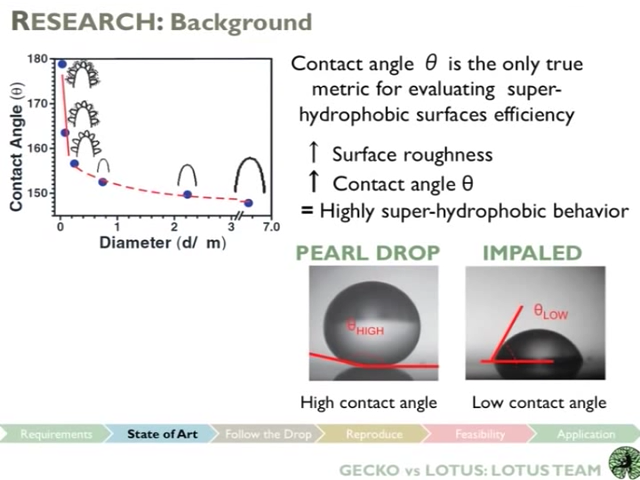 RESEARCH: Background
Contact angle θ is the only true
metric for evaluating super-
hydrophobic surfaces efficiency
↑ Surface roughness
↑ Contact angle θ
= Highly super-hydrophobic behavior
Contact Angle (θ)
180
170
160
150
0 1 2 3 7.0
Diameter (d/ m)
PEARL DROP IMPALED
θHIGH
θLOW
High contact angle Low contact angle
Requirements State of Art Follow the Drop Reproduce Feasibility Application
GECKO vs LOTUS: LOTUS TEAM